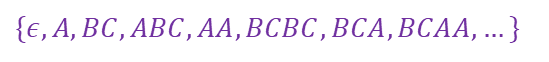 {ϵ, A, BC, ABC, AA, BCBC, BCA, BCAA, … }